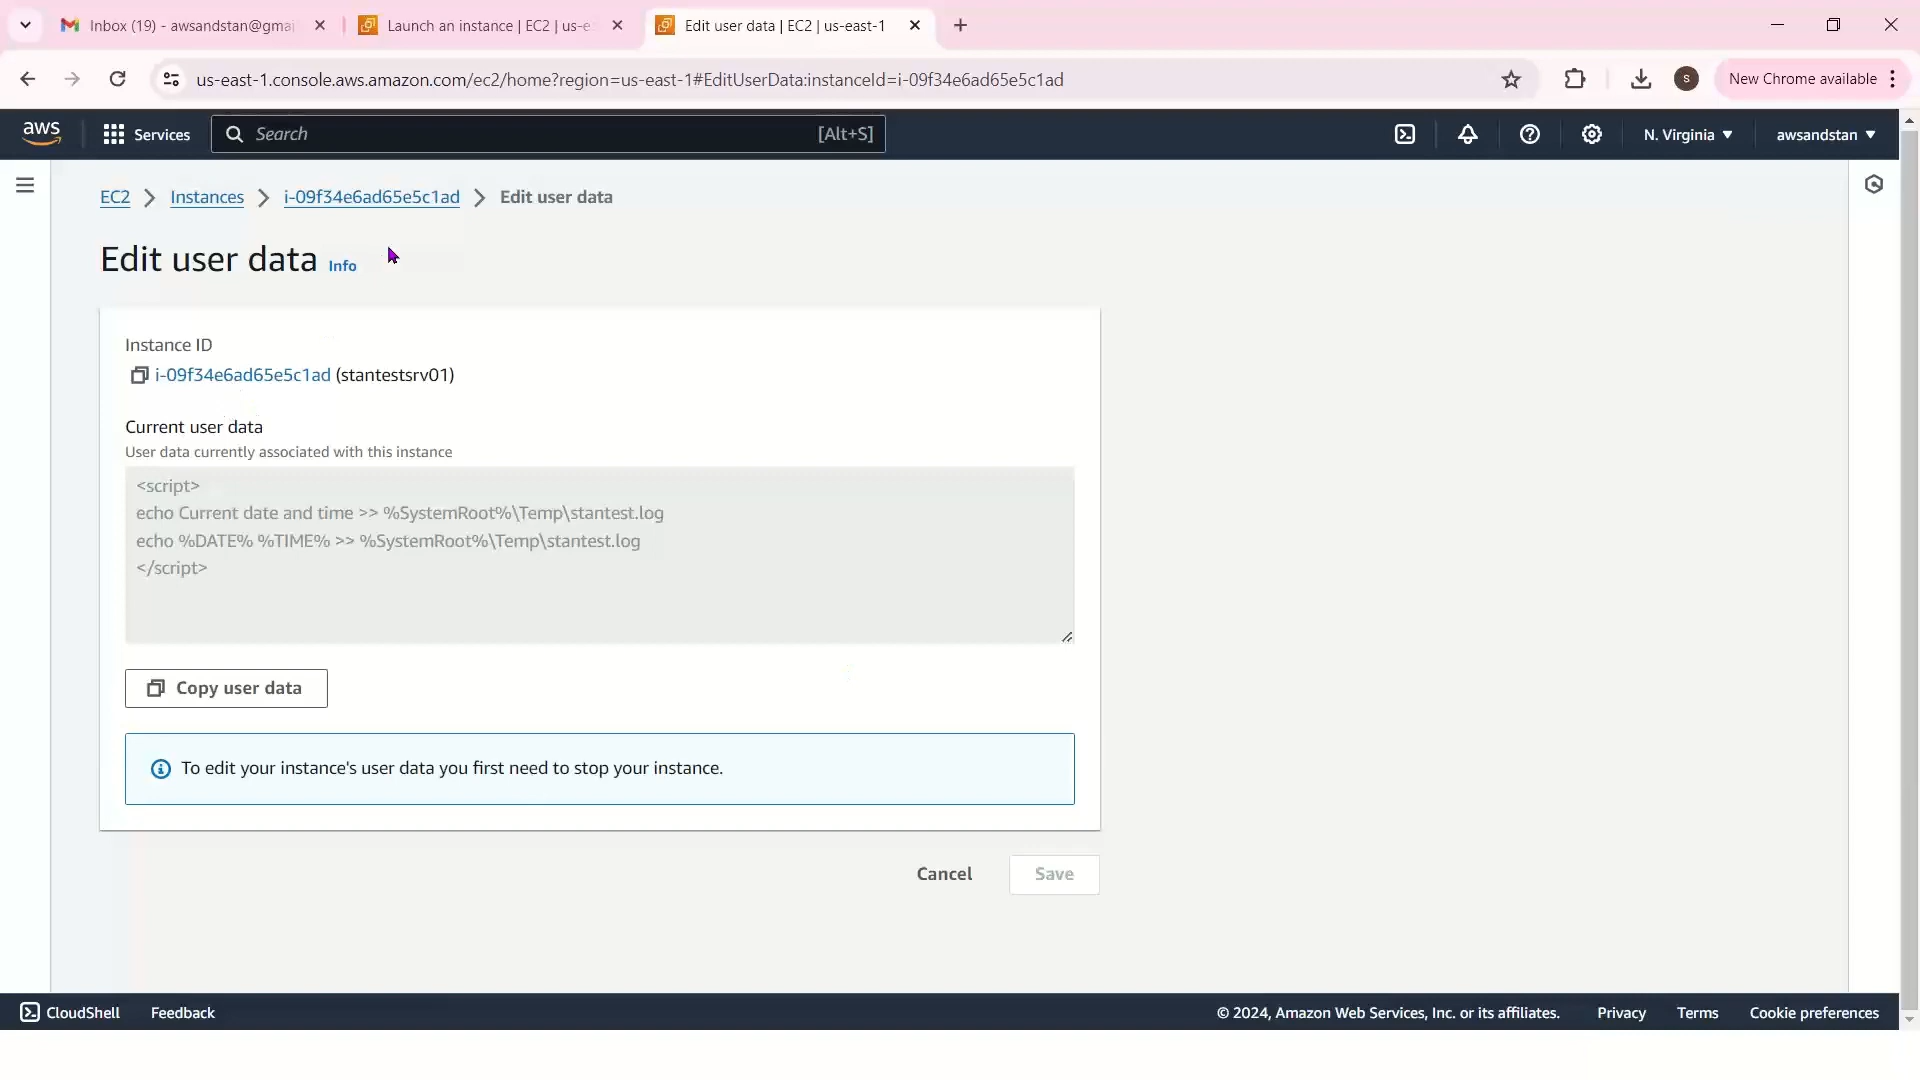 Inbox (19) - awsandstan@gmai
Launch an instance | EC2 | us-e
Edit user data | EC2 | us-east-1
us-east-1.console.aws.amazon.com/ec2/home?region=us-east-1#EditUserData:instanceId=i-09f34e6ad65e5c1ad
S
New Chrome available
aws
Services
Search
[Alt+S]
N. Virginia
awsandstan
EC2
Instances
i-09f34e6ad65e5c1ad
Edit user data
Edit user data
Info
Instance ID
i-09f34e6ad65e5c1ad (stantestsrv01)
Current user data
User data currently associated with this instance
<script>
echo Current date and time >> %SystemRoot%\Temp\stantest.log
echo %DATE% %TIME% >> %SystemRoot%\Temp\stantest.log
</script>
Copy user data
To edit your instance's user data you first need to stop your instance.
Cancel
Save
CloudShell
Feedback
© 2024, Amazon Web Services, Inc. or its affiliates.
Privacy
Terms
Cookie preferences